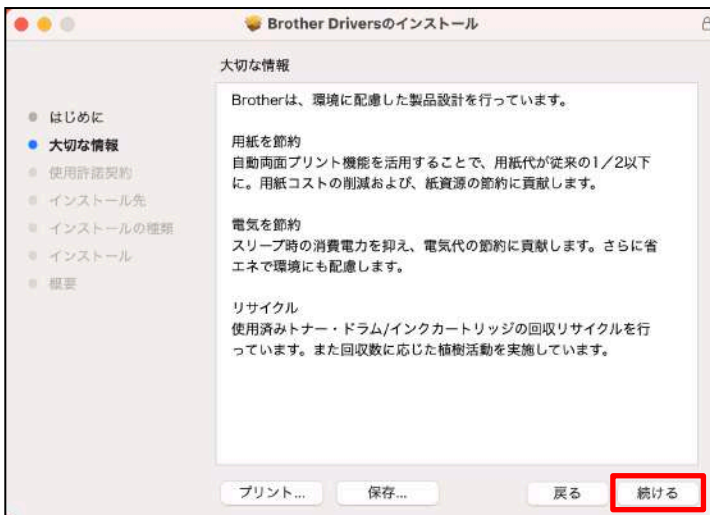 Brother Driversのインストール
大切な情報
はじめに
大切な情報
使用許諾契約
インストール先
インストールの種類
インストール
概要
Brotherは、環境に配慮した製品設計を行っています。
用紙を節約
自動両面プリント機能を活用することで、用紙代が従来の1／2以下
に。用紙コストの削減および、紙資源の節約に貢献します。
電気を節約
スリープ時の消費電力を抑え、電気代の節約に貢献します。さらに省
エネで環境にも配慮します。
リサイクル
使用済みトナー・ドラム/インクカートリッジの回収リサイクルを行
っています。また回収数に応じた植樹活動を実施しています。
プリント...
保存...
戻る
続ける